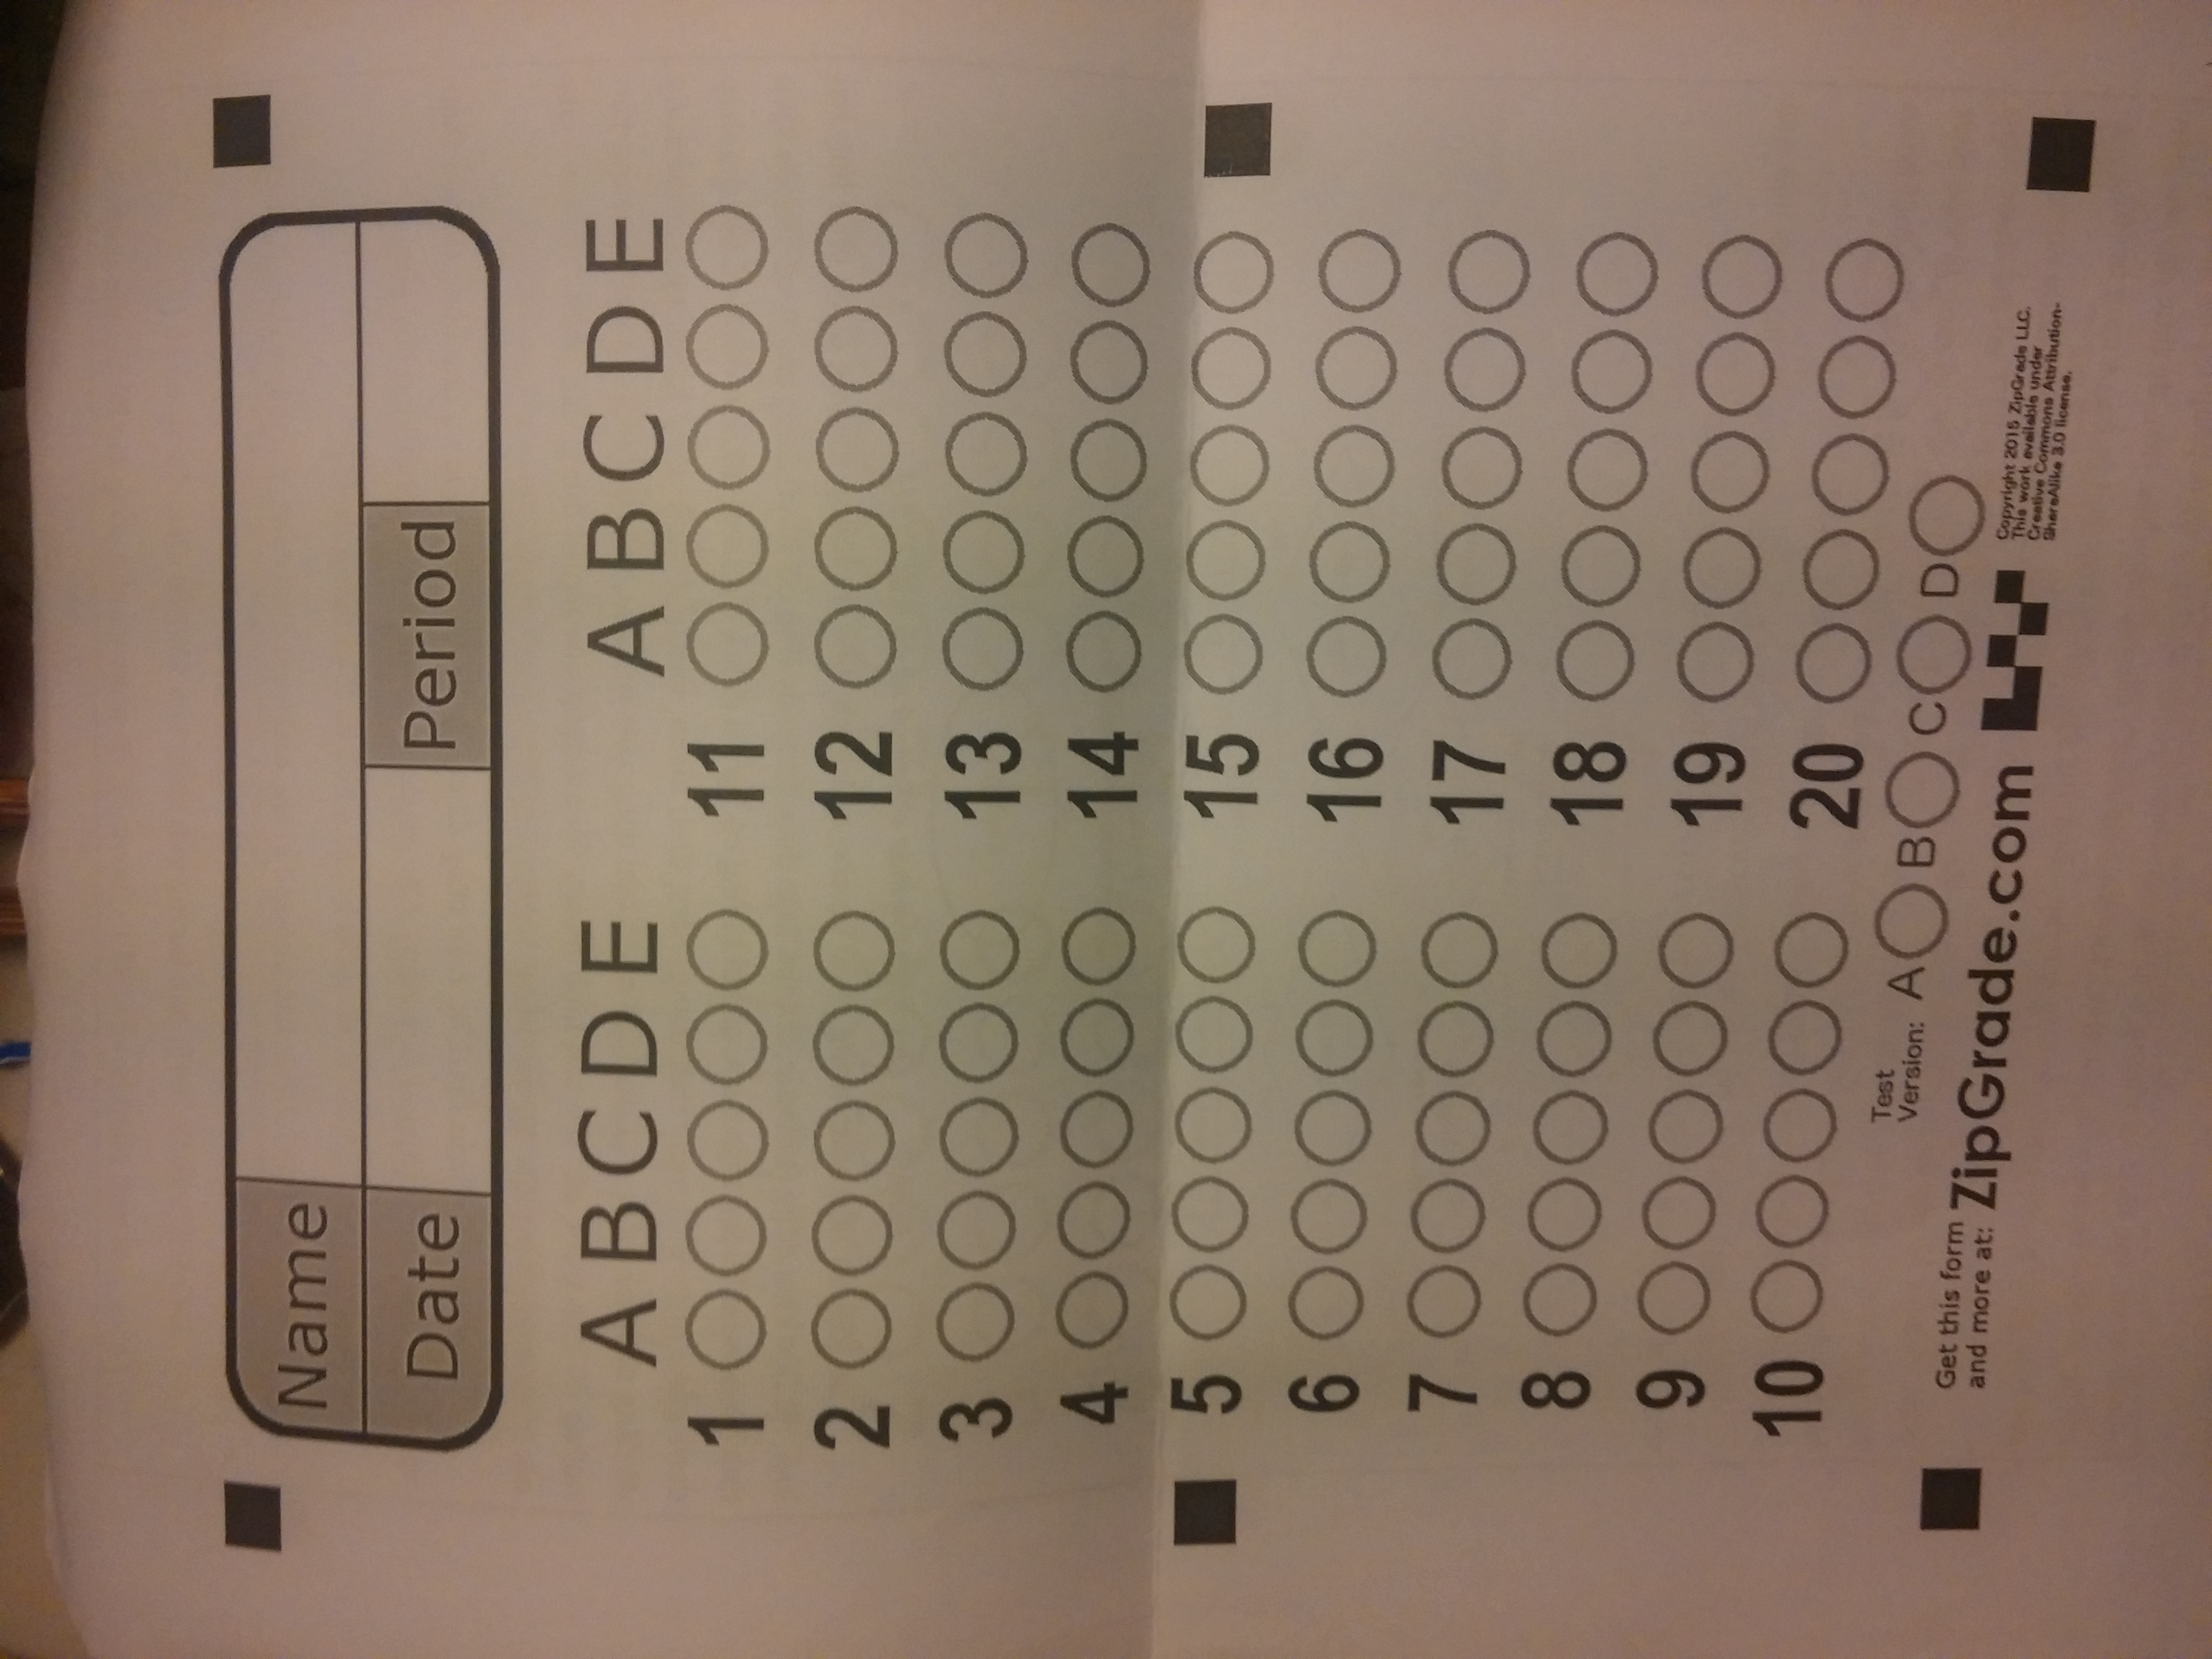 Name
Date Period
A B C D E A B C D E
1 11
2 12
3 13
4 14
5 15
6 16
7 17
8 18
9 19
10 20
Test
Version: A B C D
Get this form
and more at: ZipGrade.com
Copyright 2015 ZipGrade LLC.
This work available under
Creative Commons Attribution-
ShareAlike 3.0 license.